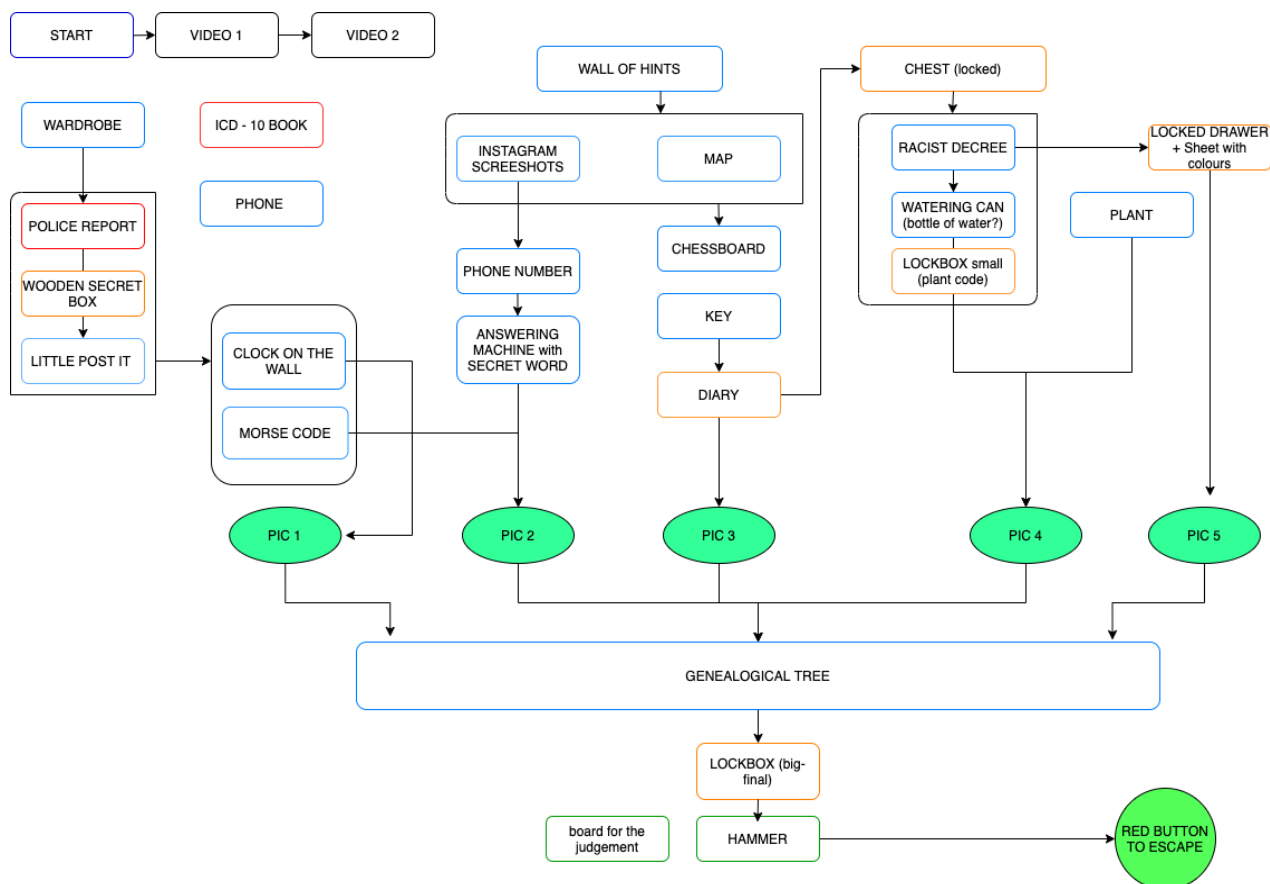 START
VIDEO 1
VIDEO 2
WALL OF HINTS
CHEST (locked)
WARDROBE
ICD - 10 BOOK
INSTAGRAM
SCREESHOTS
MAP
RACIST DECREE
LOCKED DRAWER
+ Sheet with
colours
PHONE
POLICE REPORT
WATERING CAN
(bottle of water?)
PLANT
CHESSBOARD
PHONE NUMBER
LOCKBOX small
(plant code)
WOODEN SECRET
BOX
KEY
LITTLE POST IT
CLOCK ON THE
WALL
ANSWERING
MACHINE with
SECRET WORD
DIARY
MORSE CODE
PIC 1
PIC 2
PIC 3
PIC 4
PIC 5
GENEALOGICAL TREE
LOCKBOX (big-
final)
board for the
judgement
HAMMER
RED BUTTON
TO ESCAPE